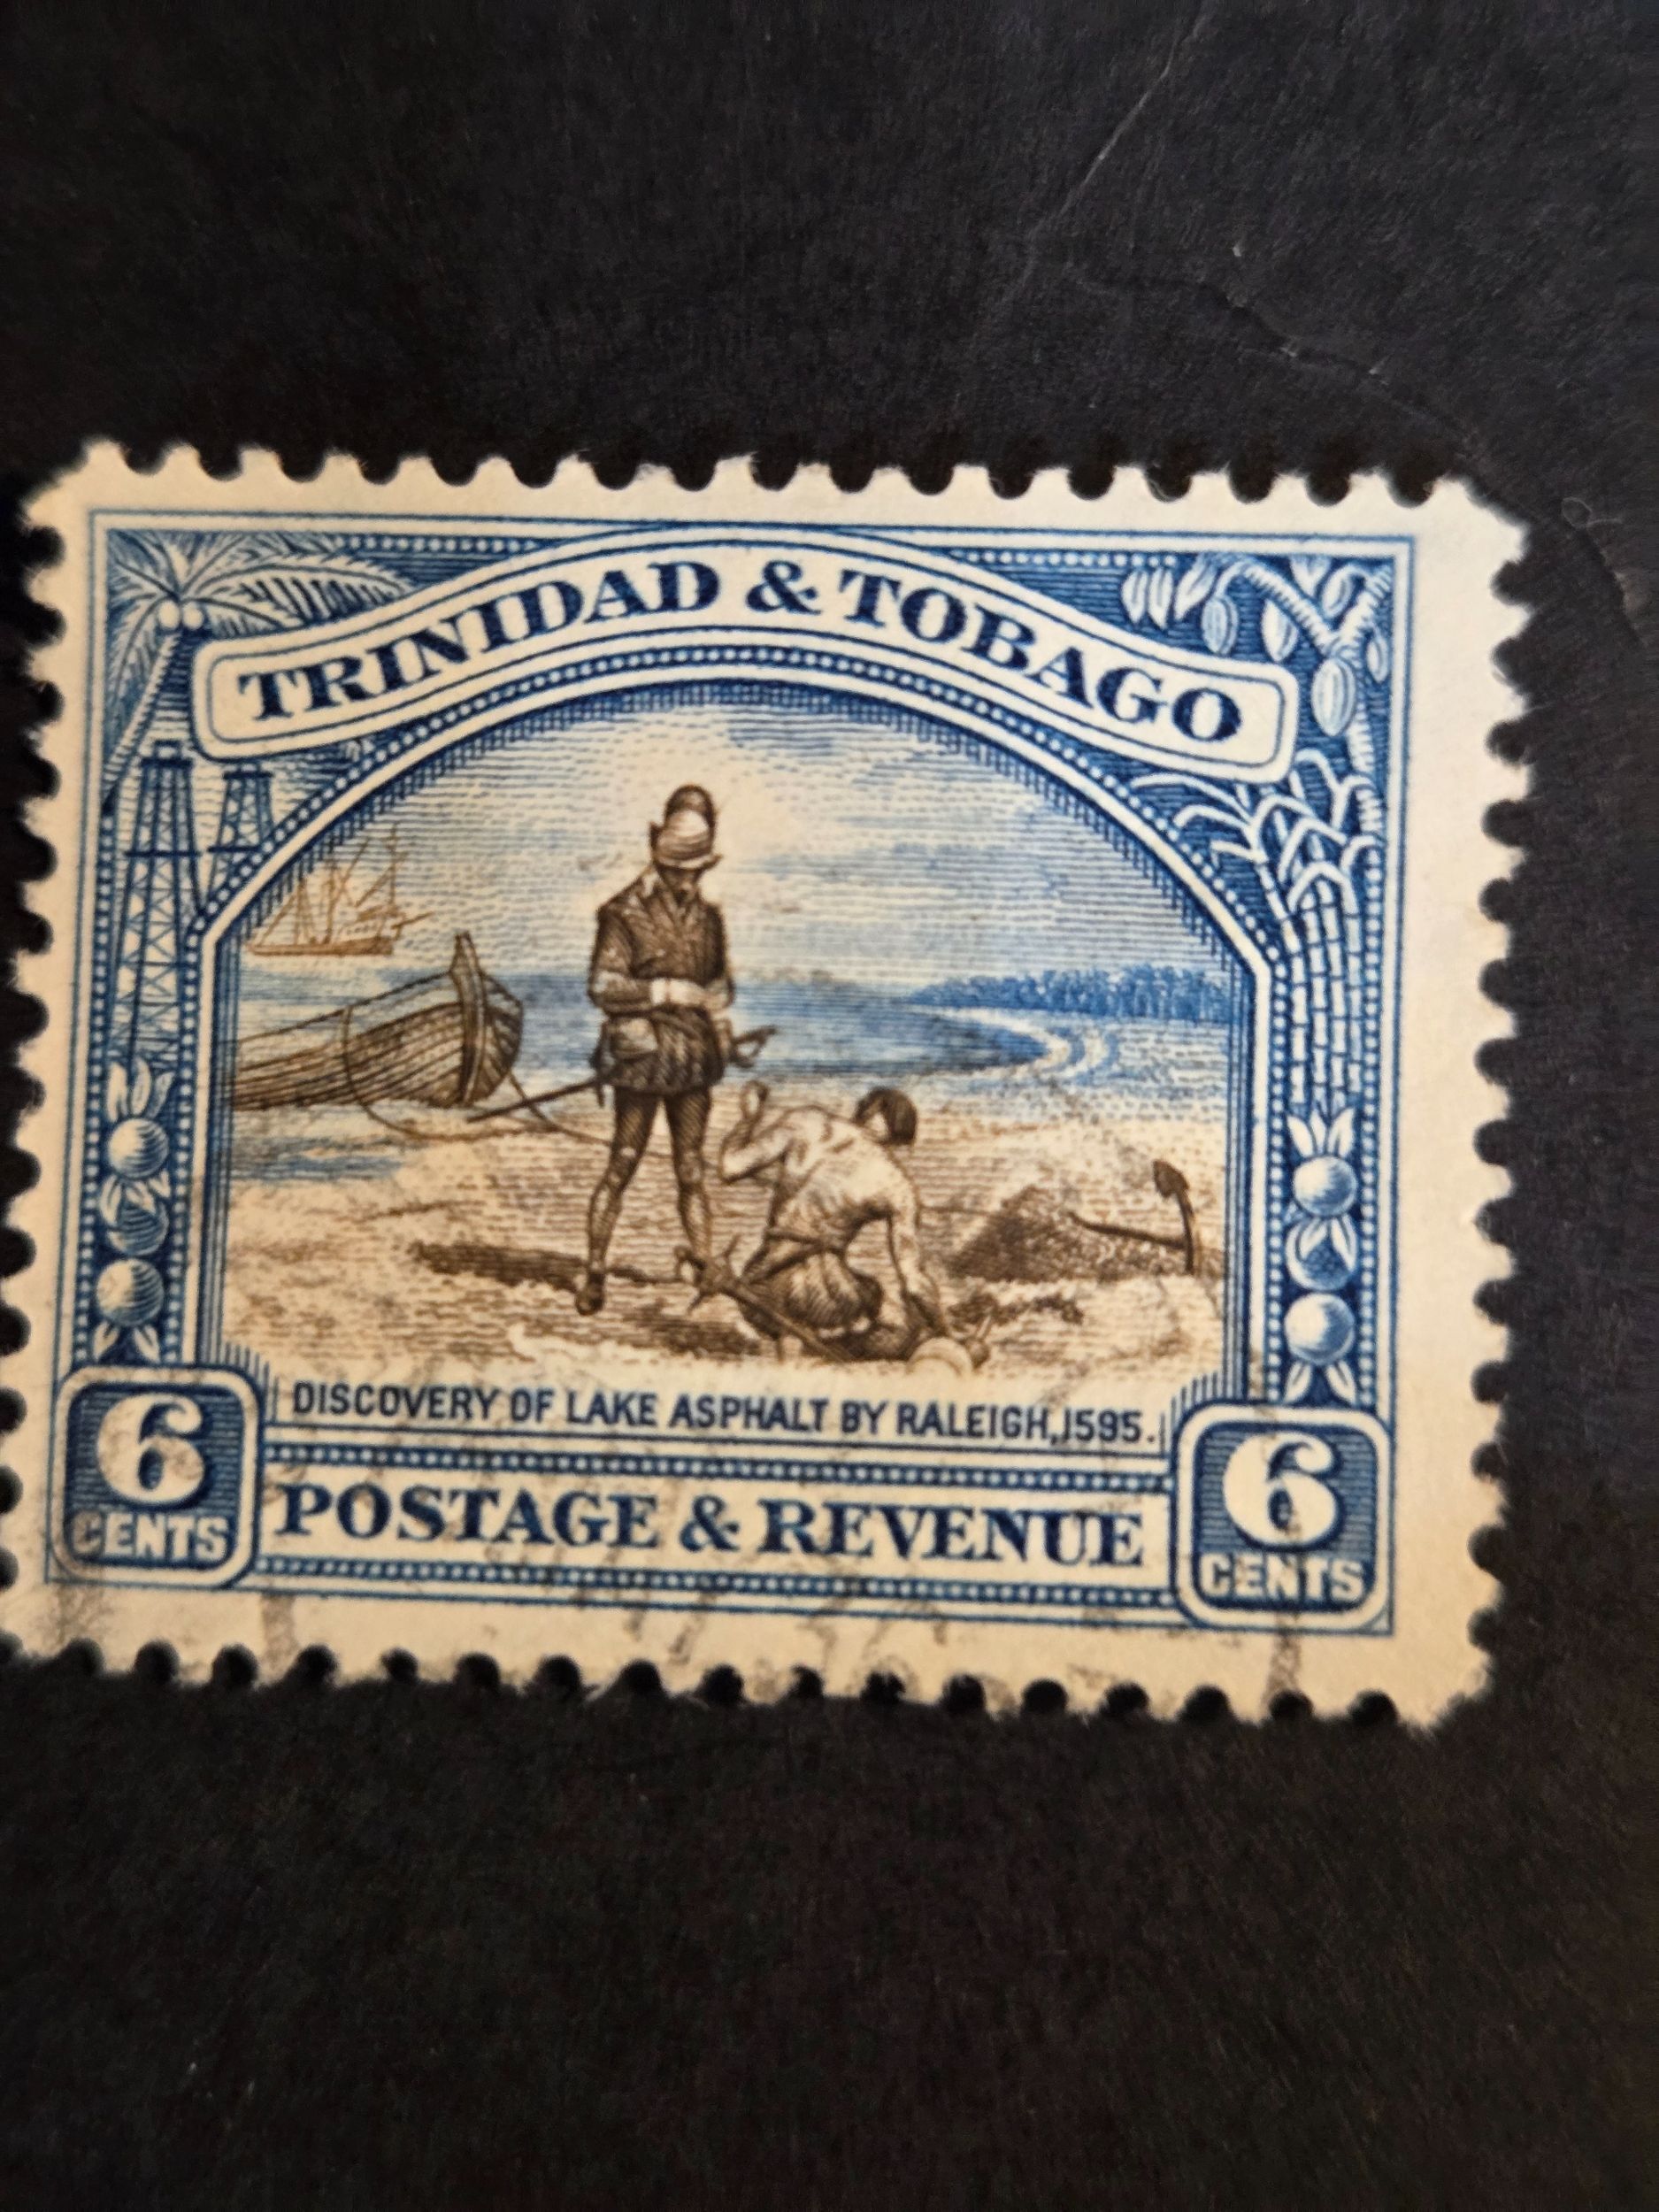 TRINIDAD & TOBAGO
DISCOVERY OF LAKE ASPHALT BY RALEIGH, 1595.
6 CENTS
POSTAGE & REVENUE
6 CENTS